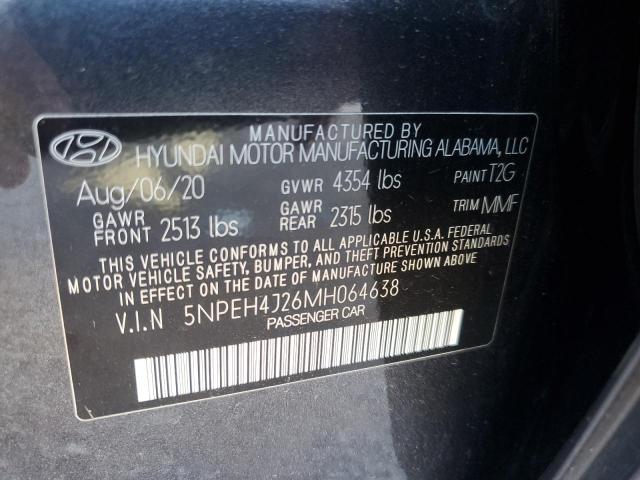 MANUFACTURED BY
HYUNDAI MOTOR MANUFACTURING ALABAMA, LLC
Aug/06/20 GVWR 4354 lbs PAINT T2G
GAWR FRONT 2513 lbs GAWR REAR 2315 lbs TRIM MMF
THIS VEHICLE CONFORMS TO ALL APPLICABLE U.S.A. FEDERAL
MOTOR VEHICLE SAFETY, BUMPER, AND THEFT PREVENTION STANDARDS
IN EFFECT ON THE DATE OF MANUFACTURE SHOWN ABOVE
V.I.N 5NPEH4J26MH064638
PASSENGER CAR